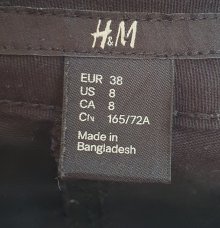 H&M
EUR 38
US 8
CA 8
CN 165/72A
Made in
Bangladesh